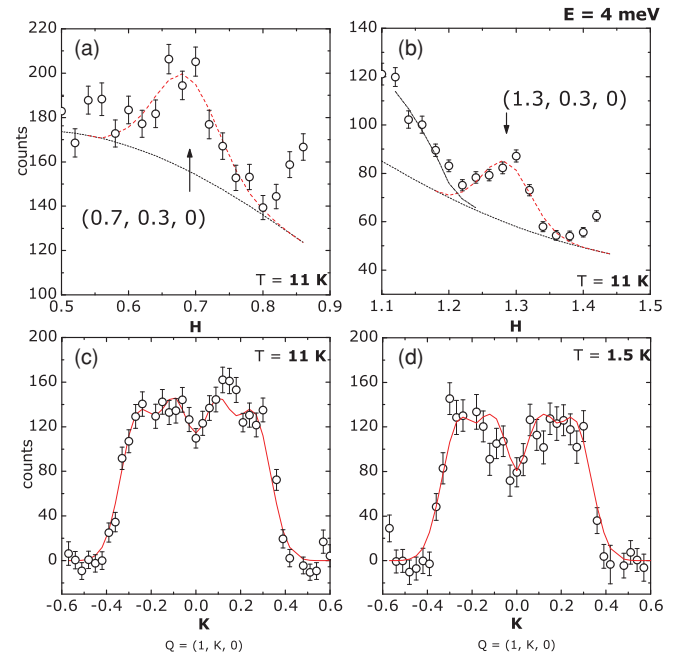 E = 4 meV
(a)
220
200
180
160
140
120
100
counts
(0.7, 0.3, 0)
T = 11 K
0.5 0.6 0.7 0.8 0.9
H
(b)
140
120
100
80
60
40
(1.3, 0.3, 0)
T = 11 K
1.1 1.2 1.3 1.4 1.5
H
(c)
T = 11 K
200
160
120
80
40
0
counts
-0.6 -0.4 -0.2 0.0 0.2 0.4 0.6
K
Q = (1, K, 0)
(d)
T = 1.5 K
200
160
120
80
40
0
-0.6 -0.4 -0.2 0.0 0.2 0.4 0.6
K
Q = (1, K, 0)